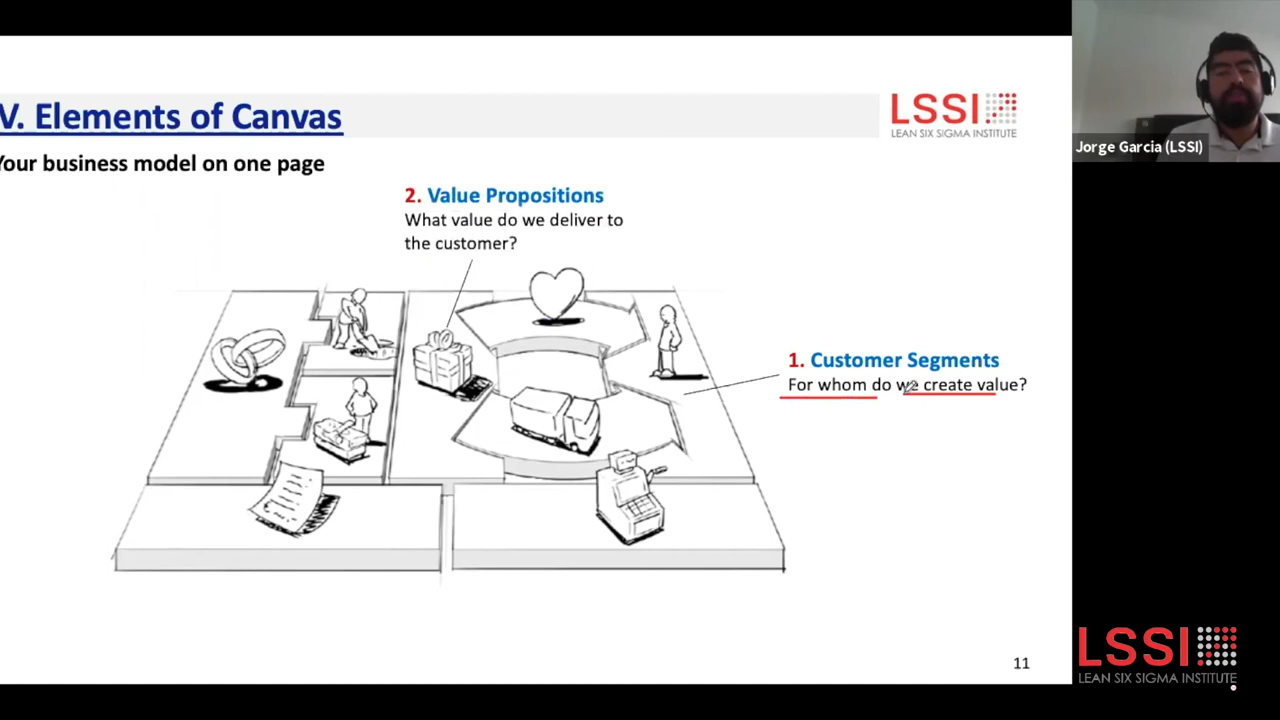 V. Elements of Canvas
LSSI
LEAN SIX SIGMA INSTITUTE
Your business model on one page
2. Value Propositions
What value do we deliver to
the customer?
1. Customer Segments
For whom do we create value?
11
Jorge Garcia (LSSI)
LSSI
LEAN SIX SIGMA INSTITUTE